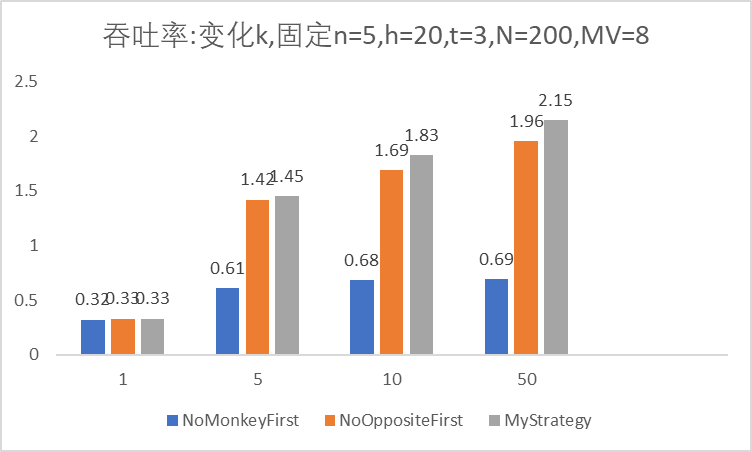 吞吐率:变化k,固定n=5,h=20,t=3,N=200,MV=8
2.5
2
1.5
1
0.5
0
0.32 0.33 0.33
0.61 1.42 1.45
0.68 1.69 1.83
0.69 1.96 2.15
1 5 10 50
NoMonkeyFirst NoOppositeFirst MyStrategy